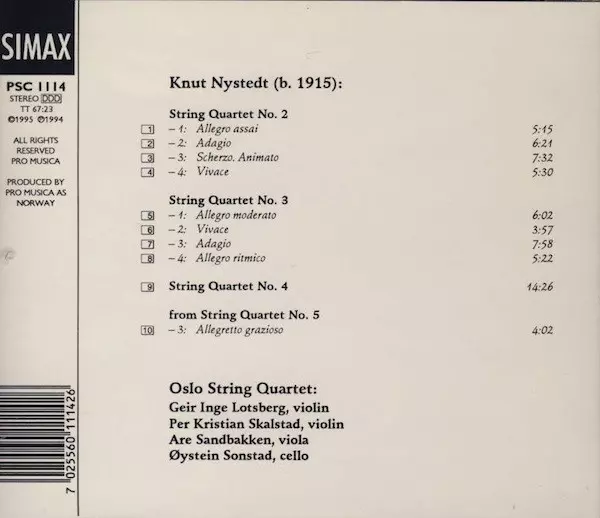 SIMAX
PSC 1114
STEREO DDD
TT 67:23
℗1995 ©1994
ALL RIGHTS
RESERVED
PRO MUSICA
PRODUCED BY
PRO MUSICA AS
NORWAY
7 025560 111426
Knut Nystedt (b. 1915):
String Quartet No. 2
1 – 1: Allegro assai 5:15
2 – 2: Adagio 6:21
3 – 3: Scherzo. Animato 7:32
4 – 4: Vivace 5:30
String Quartet No. 3
5 – 1: Allegro moderato 6:02
6 – 2: Vivace 3:57
7 – 3: Adagio 7:58
8 – 4: Allegro ritmico 5:22
9 String Quartet No. 4 14:26
from String Quartet No. 5
10 – 3: Allegretto grazioso 4:02
Oslo String Quartet:
Geir Inge Lotsberg, violin
Per Kristian Skalstad, violin
Are Sandbakken, viola
Øystein Sonstad, cello